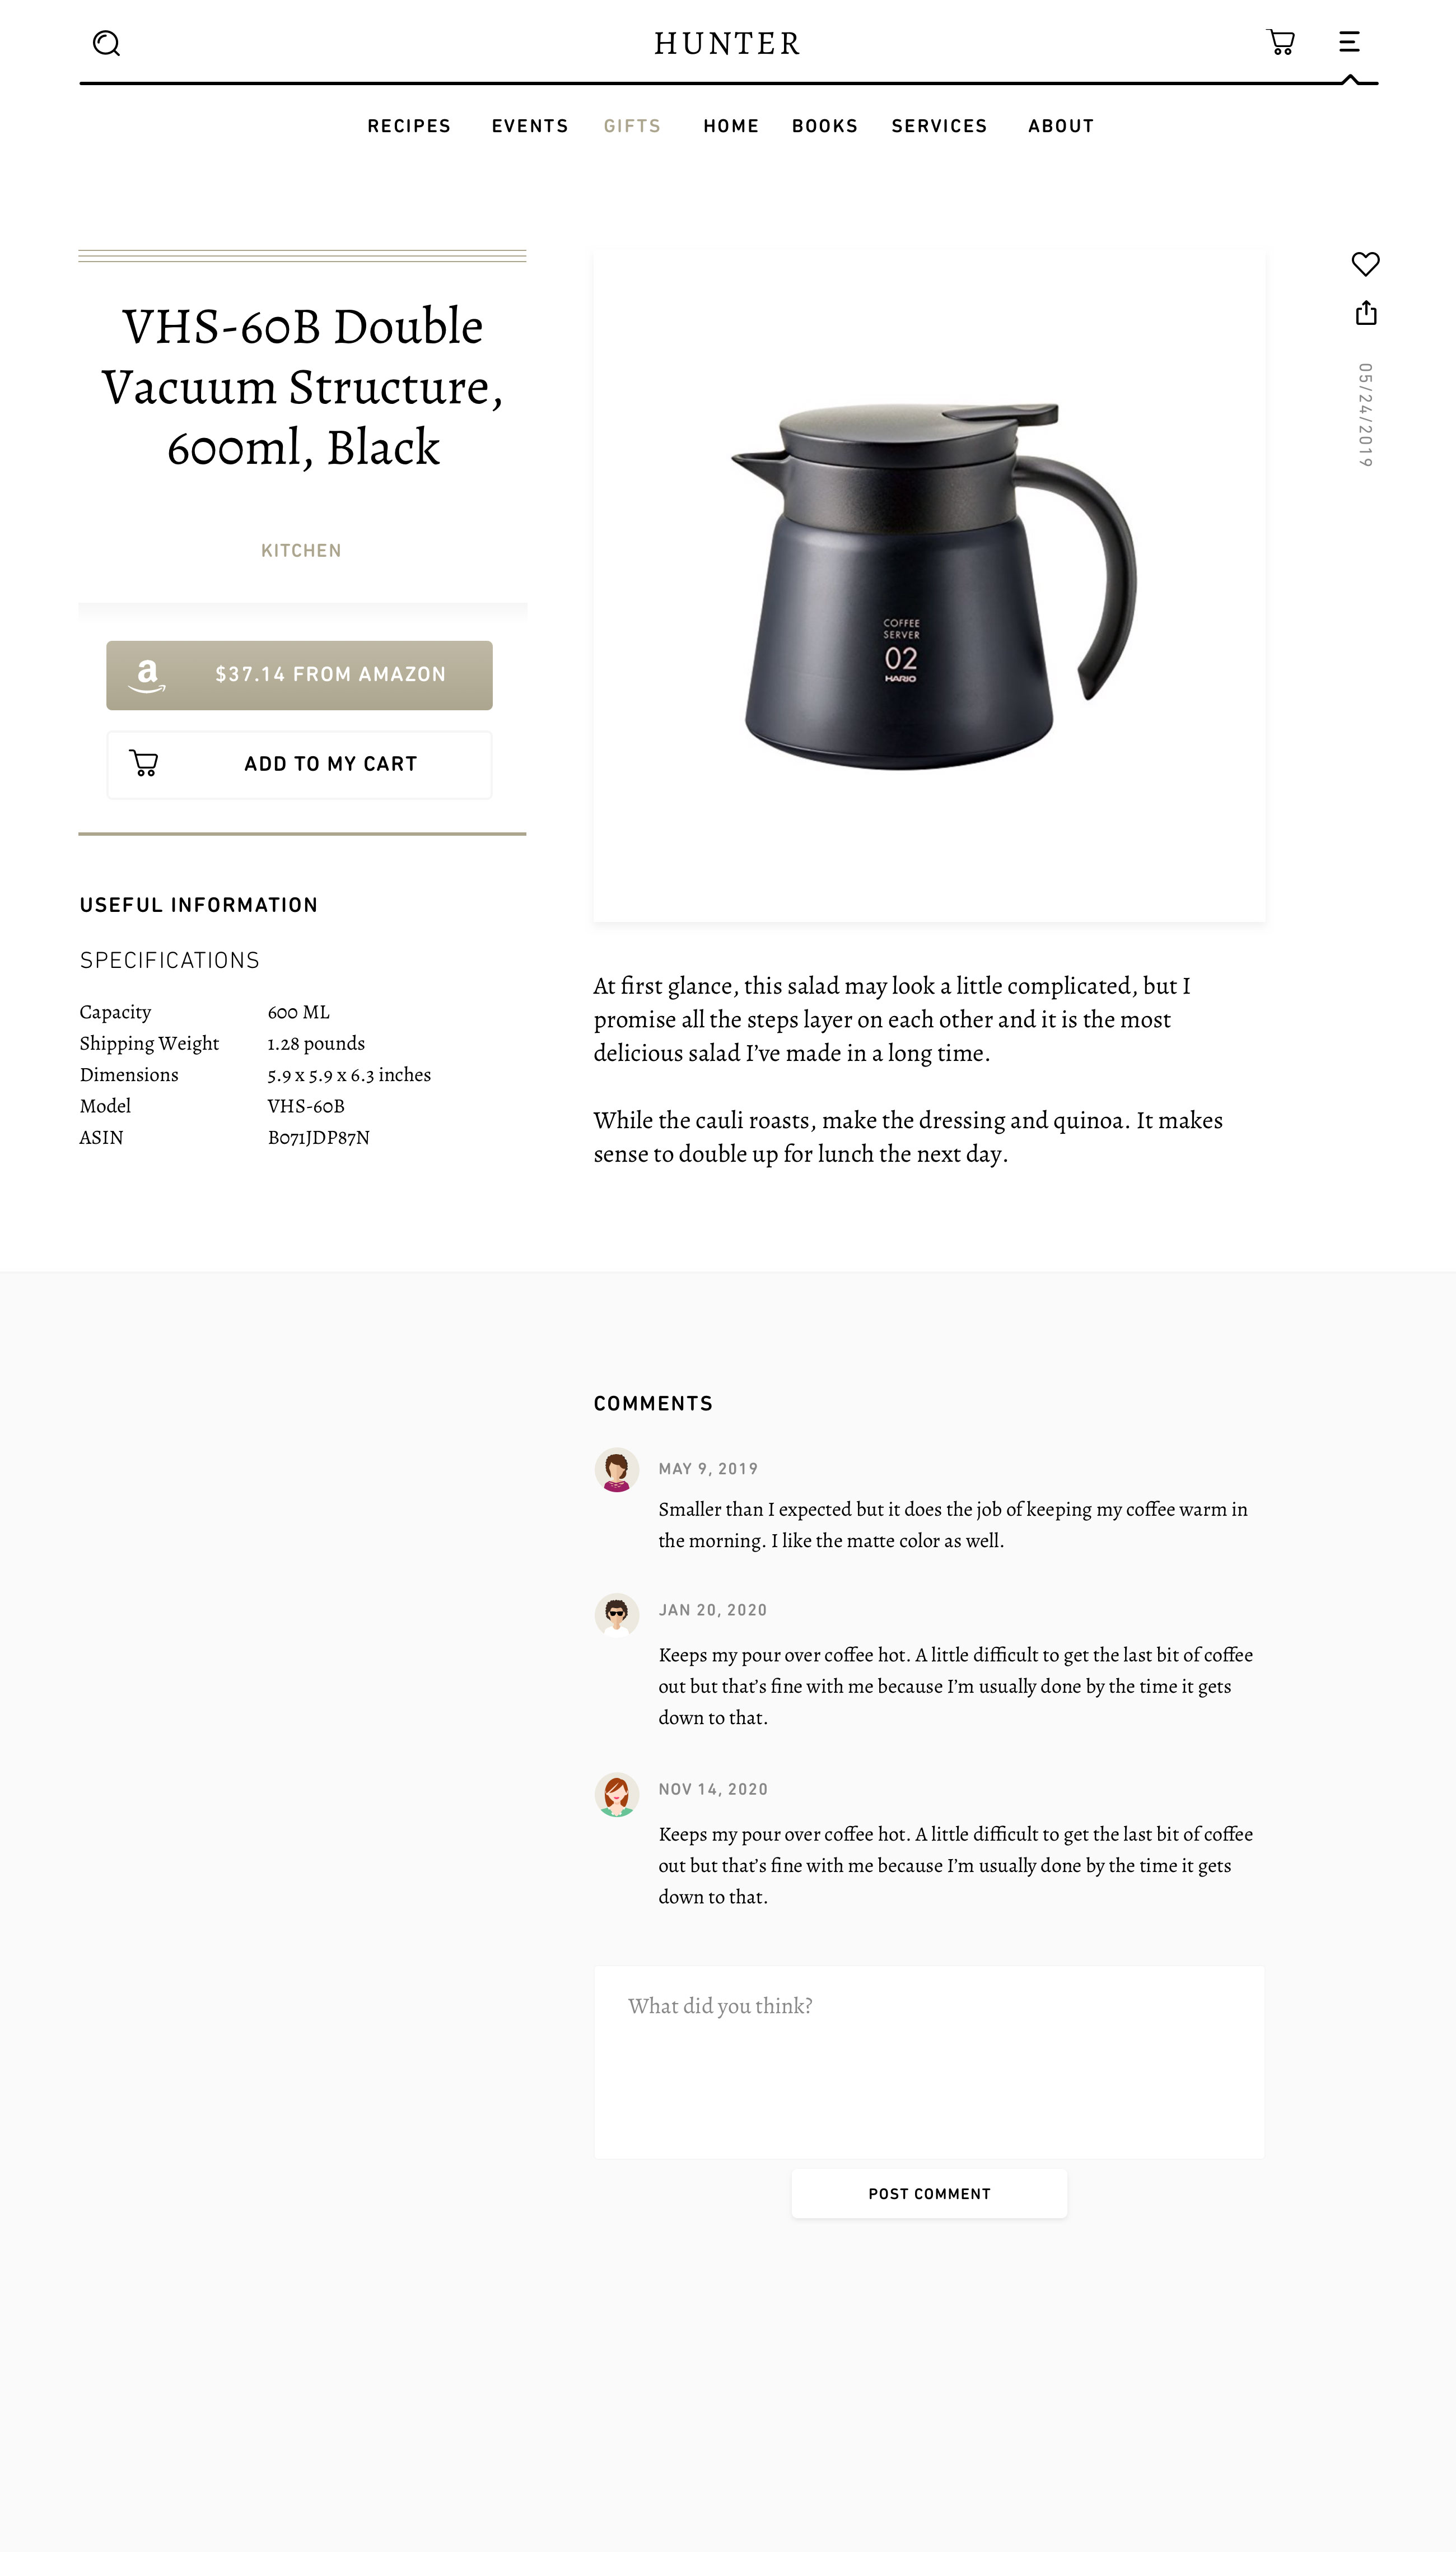 HUNTER
RECIPES EVENTS GIFTS HOME BOOKS SERVICES ABOUT
VHS-60B Double
Vacuum Structure,
600ml, Black
KITCHEN
$37.14 FROM AMAZON
ADD TO MY CART
USEFUL INFORMATION
SPECIFICATIONS
Capacity 600 ML
Shipping Weight 1.28 pounds
Dimensions 5.9 x 5.9 x 6.3 inches
Model VHS-60B
ASIN B071JDP87N
COFFEE
SERVER
02
HARIO
05/24/2019
At first glance, this salad may look a little complicated, but I
promise all the steps layer on each other and it is the most
delicious salad I’ve made in a long time.
While the cauli roasts, make the dressing and quinoa. It makes
sense to double up for lunch the next day.
COMMENTS
MAY 9, 2019
Smaller than I expected but it does the job of keeping my coffee warm in
the morning. I like the matte color as well.
JAN 20, 2020
Keeps my pour over coffee hot. A little difficult to get the last bit of coffee
out but that’s fine with me because I’m usually done by the time it gets
down to that.
NOV 14, 2020
Keeps my pour over coffee hot. A little difficult to get the last bit of coffee
out but that’s fine with me because I’m usually done by the time it gets
down to that.
What did you think?
POST COMMENT